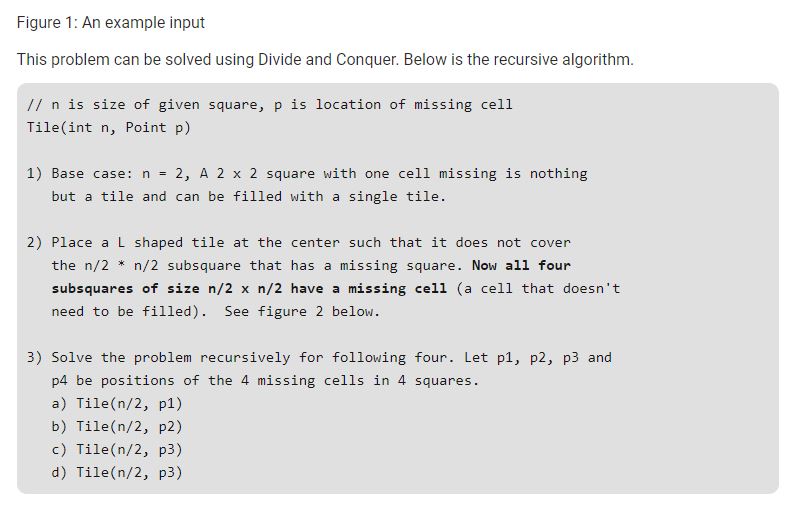 Figure 1: An example input
This problem can be solved using Divide and Conquer. Below is the recursive algorithm.
// n is size of given square, p is location of missing cell
Tile(int n, Point p)
1) Base case: n = 2, A 2 x 2 square with one cell missing is nothing
but a tile and can be filled with a single tile.
2) Place a L shaped tile at the center such that it does not cover
the n/2 * n/2 subsquare that has a missing square. Now all four
subsquares of size n/2 x n/2 have a missing cell (a cell that doesn't
need to be filled).  See figure 2 below.
3) Solve the problem recursively for following four. Let p1, p2, p3 and
p4 be positions of the 4 missing cells in 4 squares.
a) Tile(n/2, p1)
b) Tile(n/2, p2)
c) Tile(n/2, p3)
d) Tile(n/2, p3)